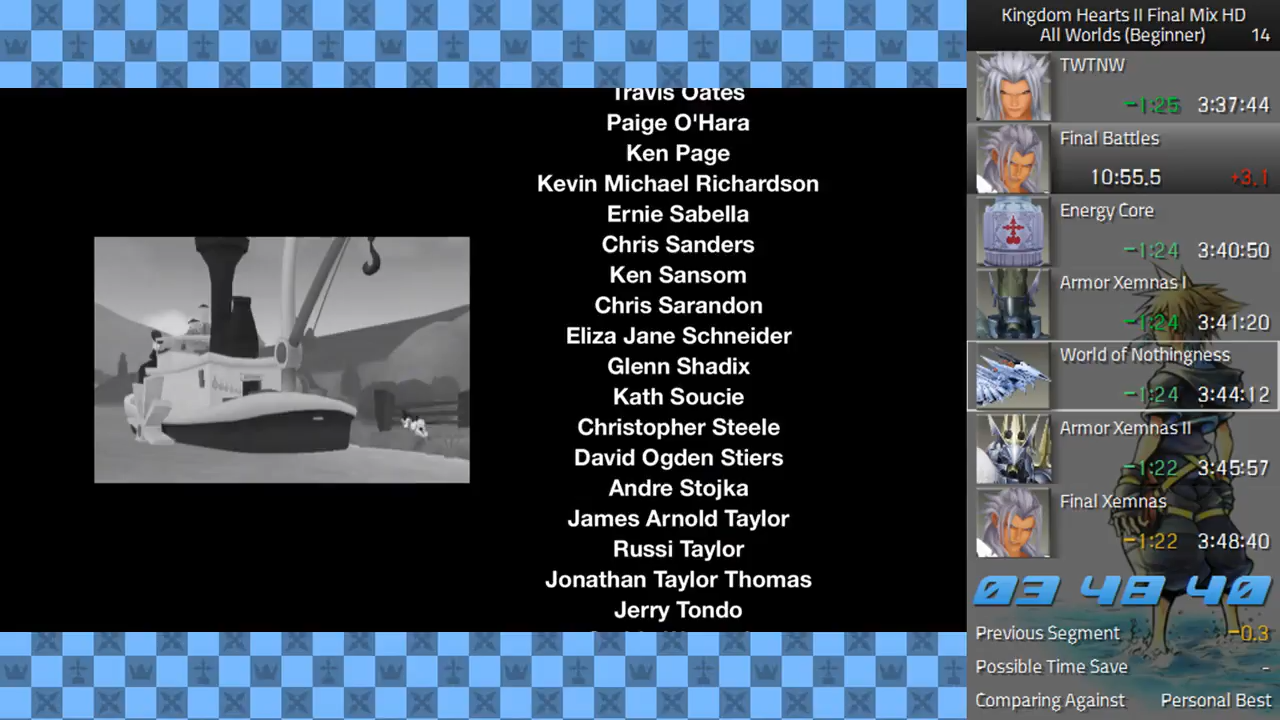 Travis Oates
Paige O'Hara
Ken Page
Kevin Michael Richardson
Ernie Sabella
Chris Sanders
Ken Sansom
Chris Sarandon
Eliza Jane Schneider
Glenn Shadix
Kath Soucie
Christopher Steele
David Ogden Stiers
Andre Stojka
James Arnold Taylor
Russi Taylor
Jonathan Taylor Thomas
Jerry Tondo
Kingdom Hearts II Final Mix HD
All Worlds (Beginner) 14
TWTNW
-1:25 3:37:44
Final Battles
10:55.5 +3.1
Energy Core
-1:24 3:40:50
Armor Xemnas I
-1:24 3:41:20
World of Nothingness
-1:24 3:44:12
Armor Xemnas II
-1:22 3:45:57
Final Xemnas
-1:22 3:48:40
03 48 40
Previous Segment -0.3
Possible Time Save -
Comparing Against Personal Best